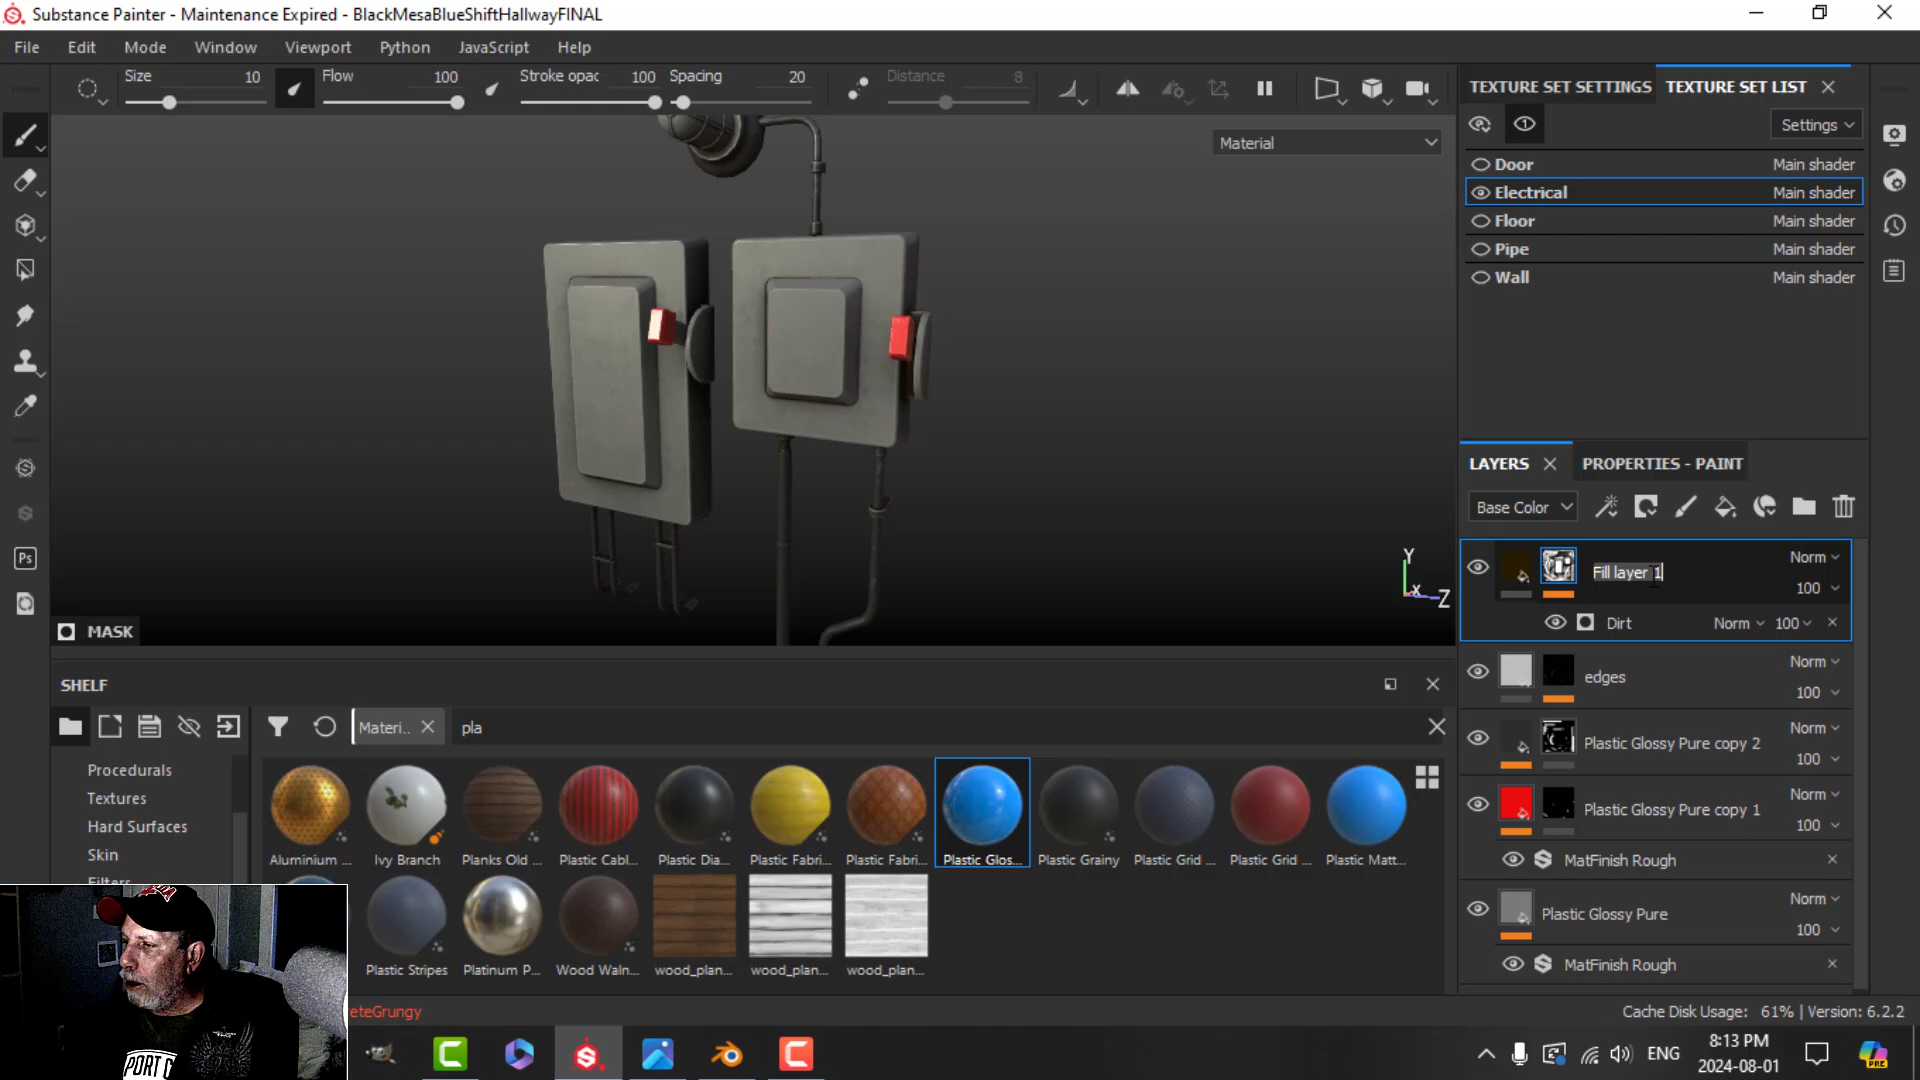 Substance Painter - Maintenance Expired - BlackMesaBlueShiftHallwayFINAL
File Edit Mode Window Viewport Python JavaScript Help
Size 10 Flow 100 Stroke opac 100 Spacing 20 Distance 8
TEXTURE SET SETTINGS TEXTURE SET LIST
Settings
Material
Door Main shader
Electrical Main shader
Floor Main shader
Pipe Main shader
Wall Main shader
LAYERS PROPERTIES - PAINT
Base Color
Fill layer 1 Norm
100
Dirt Norm 100
edges Norm
100
Plastic Glossy Pure copy 2 Norm
100
Plastic Glossy Pure copy 1 Norm
100
MatFinish Rough
Plastic Glossy Pure Norm
100
MatFinish Rough
Y
X
Z
MASK
SHELF
Materi.. pla
Procedurals
Textures
Hard Surfaces
Skin
Filters
Aluminium ... Ivy Branch Planks Old ... Plastic Cabl... Plastic Dia... Plastic Fabri... Plastic Fabri... Plastic Glos... Plastic Grainy Plastic Grid ... Plastic Grid ... Plastic Matt...
Plastic Stripes Platinum P... Wood Waln... wood_plan... wood_plan... wood_plan...
eteGrungy
Cache Disk Usage: 61% | Version: 6.2.2
PORT
ENG
8:13 PM
2024-08-01
PRE
Ps